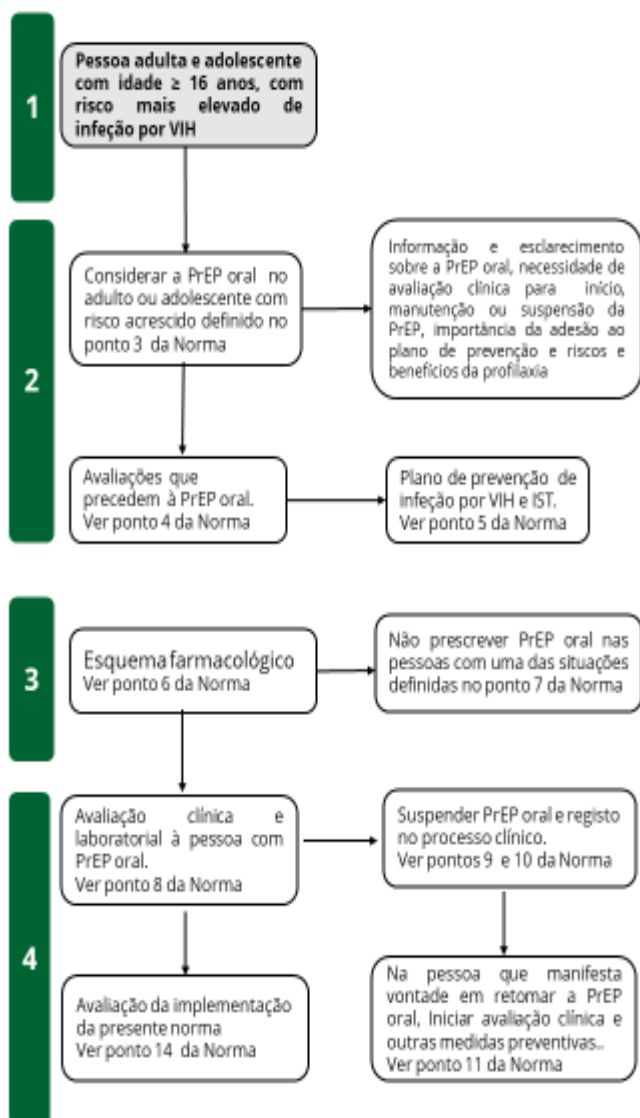 1
Pessoa adulta e adolescente
com idade ≥ 16 anos, com
risco mais elevado de
infeção por VIH
2
Considerar a PrEP oral no
adulto ou adolescente com
risco acrescido definido no
ponto 3 da Norma
Informação e esclarecimento
sobre a PrEP oral, necessidade de
avaliação clínica para início,
manutenção ou suspensão da
PrEP, importância da adesão ao
plano de prevenção e riscos e
benefícios da profilaxia
Avaliações que
precedem à PrEP oral.
Ver ponto 4 da Norma
Plano de prevenção de
infeção por VIH e IST.
Ver ponto 5 da Norma
3
Esquema farmacológico
Ver ponto 6 da Norma
Não prescrever PrEP oral nas
pessoas com uma das situações
definidas no ponto 7 da Norma
4
Avaliação clínica e
laboratorial à pessoa com
PrEP oral.
Ver ponto 8 da Norma
Suspender PrEP oral e registo
no processo clínico.
Ver pontos 9 e 10 da Norma
Avaliação da implementação
da presente norma
Ver ponto 14 da Norma
Na pessoa que manifesta
vontade em retomar a PrEP
oral, Iniciar avaliação clínica e
outras medidas preventivas..
Ver ponto 11 da Norma